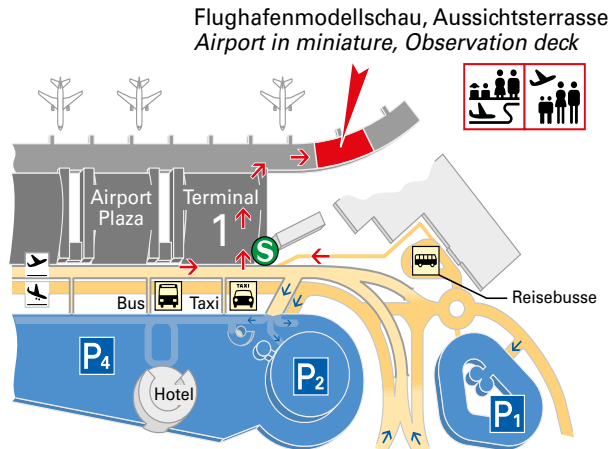 Flughafenmodellschau, Aussichtsterrasse
Airport in miniature, Observation deck
Airport
Plaza
Terminal
1
S
Bus
Taxi
TAXI
Reisebusse
P4
P2
Hotel
P1